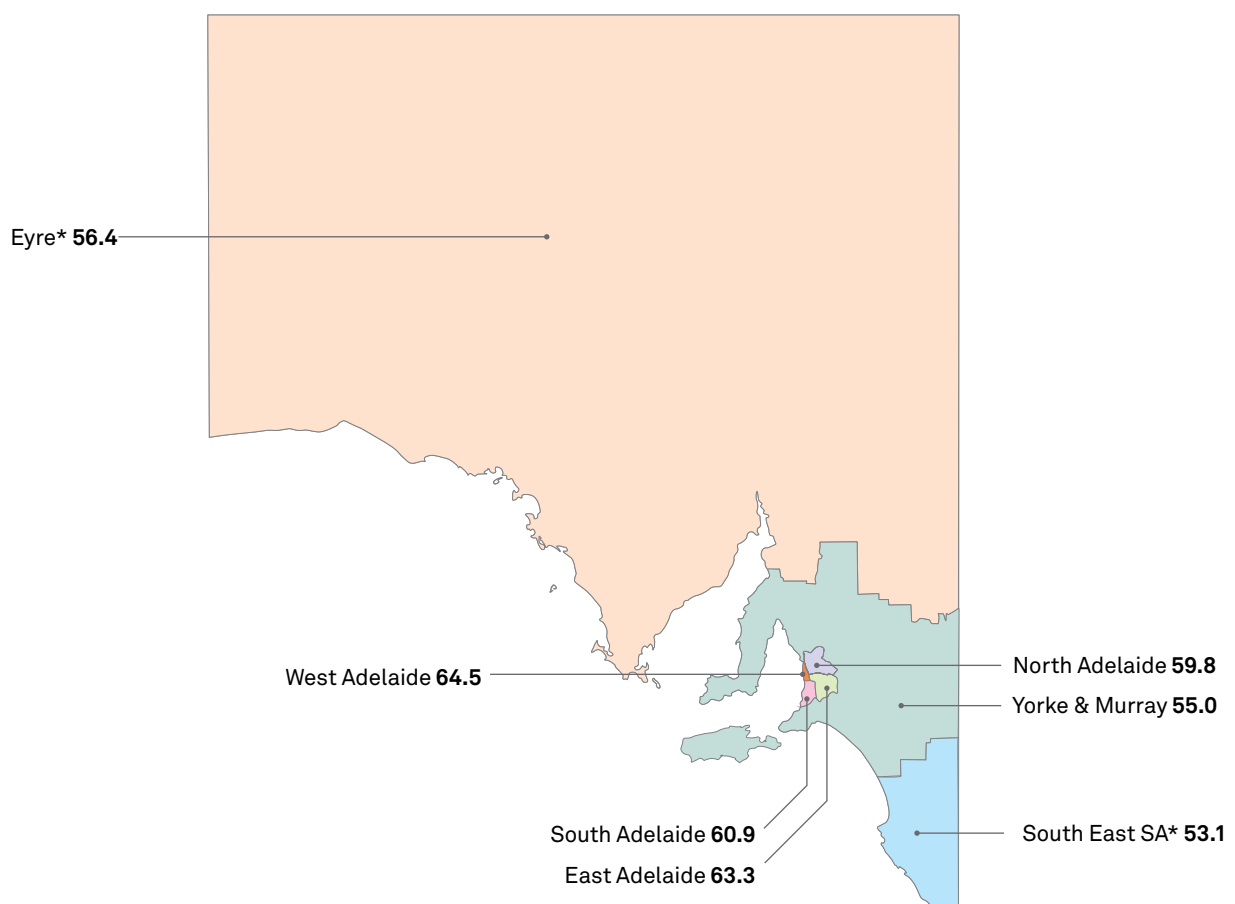 Eyre* 56.4
West Adelaide 64.5
North Adelaide 59.8
Yorke & Murray 55.0
South Adelaide 60.9
South East SA* 53.1
East Adelaide 63.3